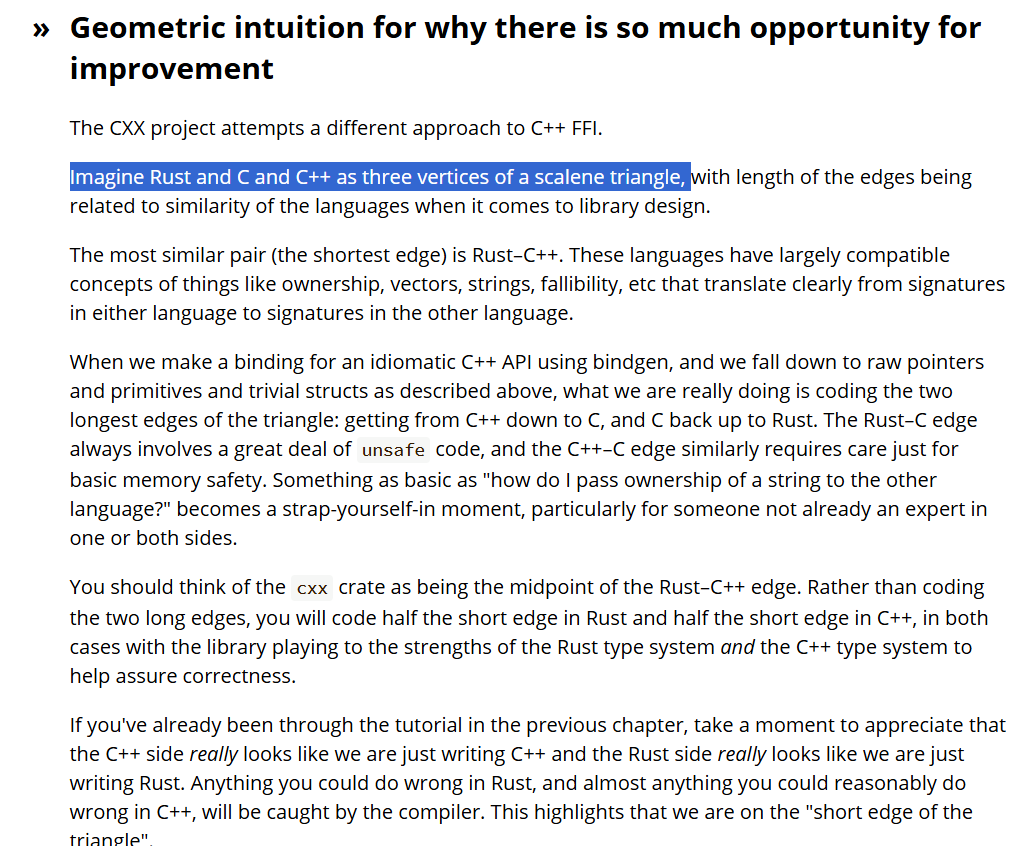 » Geometric intuition for why there is so much opportunity for
improvement
The CXX project attempts a different approach to C++ FFI.
Imagine Rust and C and C++ as three vertices of a scalene triangle, with length of the edges being
related to similarity of the languages when it comes to library design.
The most similar pair (the shortest edge) is Rust–C++. These languages have largely compatible
concepts of things like ownership, vectors, strings, fallibility, etc that translate clearly from signatures
in either language to signatures in the other language.
When we make a binding for an idiomatic C++ API using bindgen, and we fall down to raw pointers
and primitives and trivial structs as described above, what we are really doing is coding the two
longest edges of the triangle: getting from C++ down to C, and C back up to Rust. The Rust–C edge
always involves a great deal of unsafe code, and the C++–C edge similarly requires care just for
basic memory safety. Something as basic as "how do I pass ownership of a string to the other
language?" becomes a strap-yourself-in moment, particularly for someone not already an expert in
one or both sides.
You should think of the cxx crate as being the midpoint of the Rust–C++ edge. Rather than coding
the two long edges, you will code half the short edge in Rust and half the short edge in C++, in both
cases with the library playing to the strengths of the Rust type system and the C++ type system to
help assure correctness.
If you've already been through the tutorial in the previous chapter, take a moment to appreciate that
the C++ side really looks like we are just writing C++ and the Rust side really looks like we are just
writing Rust. Anything you could do wrong in Rust, and almost anything you could reasonably do
wrong in C++, will be caught by the compiler. This highlights that we are on the "short edge of the
triangle".